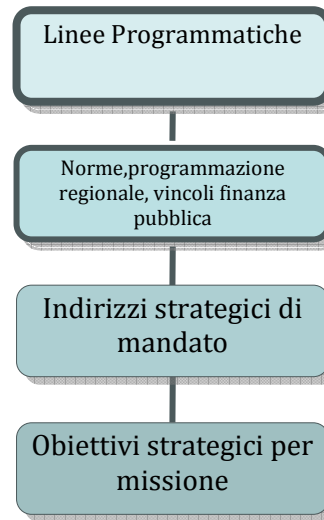 Linee Programmatiche
Norme,programmazione
regionale, vincoli finanza
pubblica
Indirizzi strategici di
mandato
Obiettivi strategici per
missione